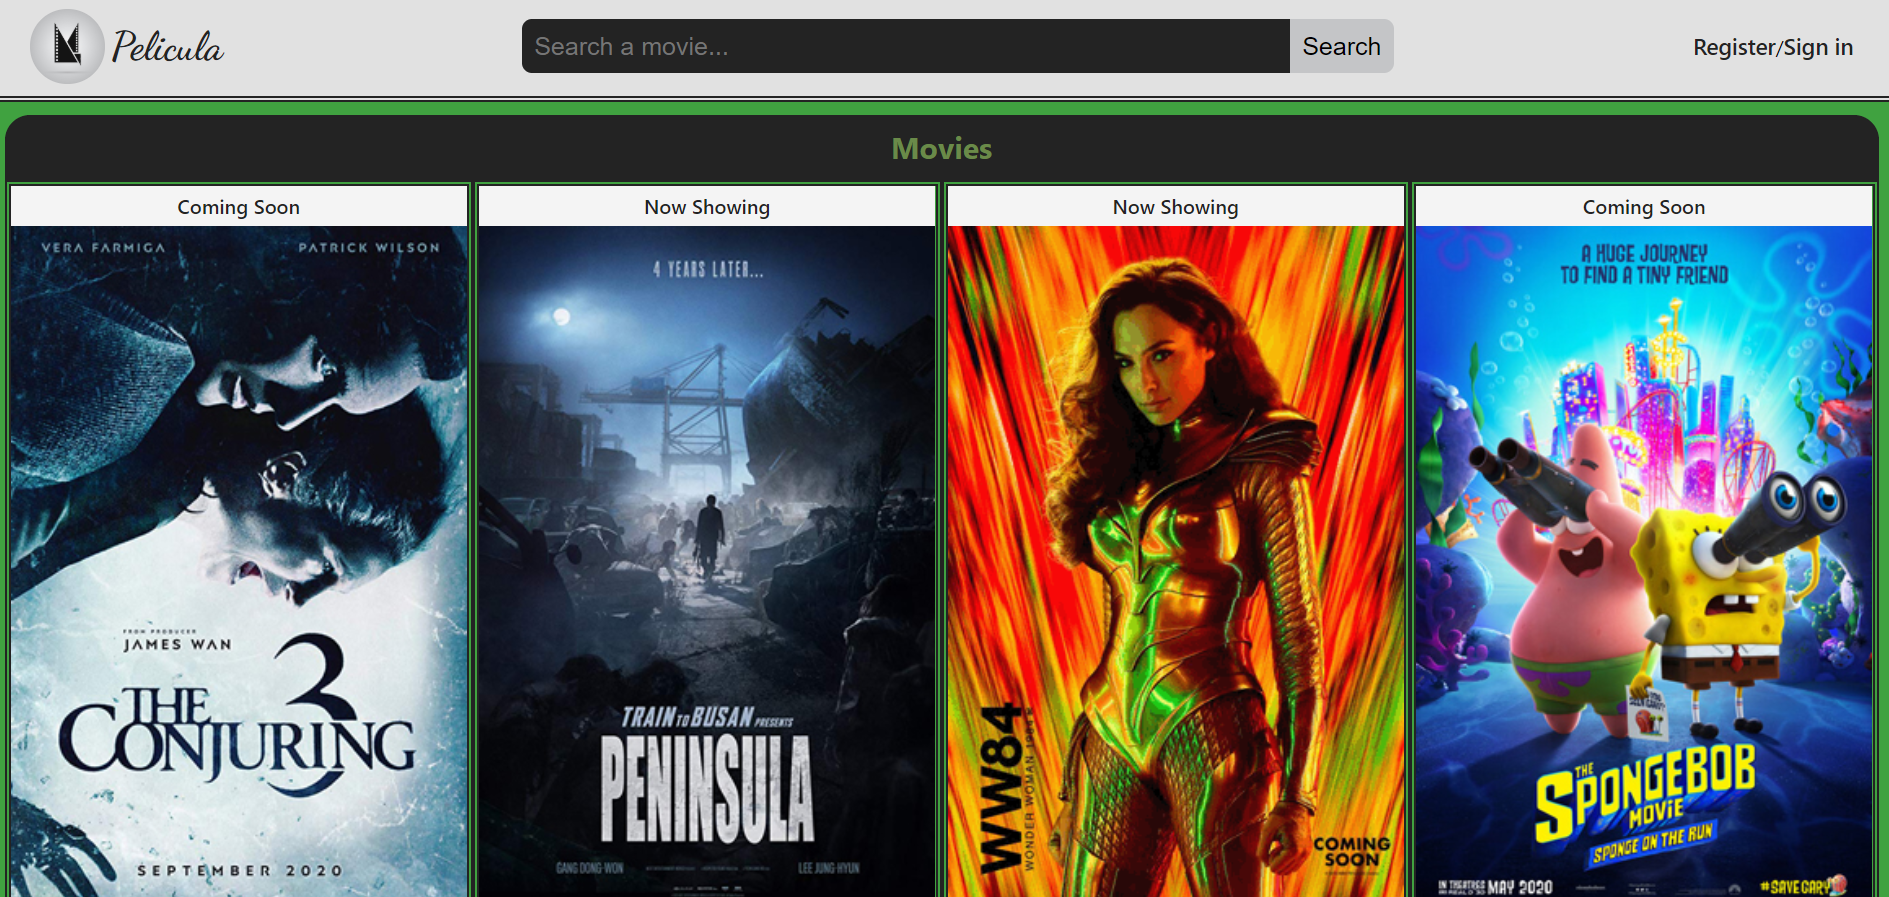 Pelicula
Search a movie...
Search
Register/Sign in
Movies
Coming Soon
VERA FARMIGA
PATRICK WILSON
FROM PRODUCER
JAMES WAN
THE
CONJURING
3
SEPTEMBER 2020
Now Showing
4 YEARS LATER...
TRAIN TO BUSAN PRESENTS
PENINSULA
GANG DONG-WON
LEE JUNG-HYUN
Now Showing
WW84
WONDER WOMAN 1984
COMING
SOON
Coming Soon
A HUGE JOURNEY
TO FIND A TINY FRIEND
THE
SPONGEBOB
MOVIE
SPONGE ON THE RUN
IN THEATRES
AND REAL D 3D
MAY 2020
#SAVEGARY